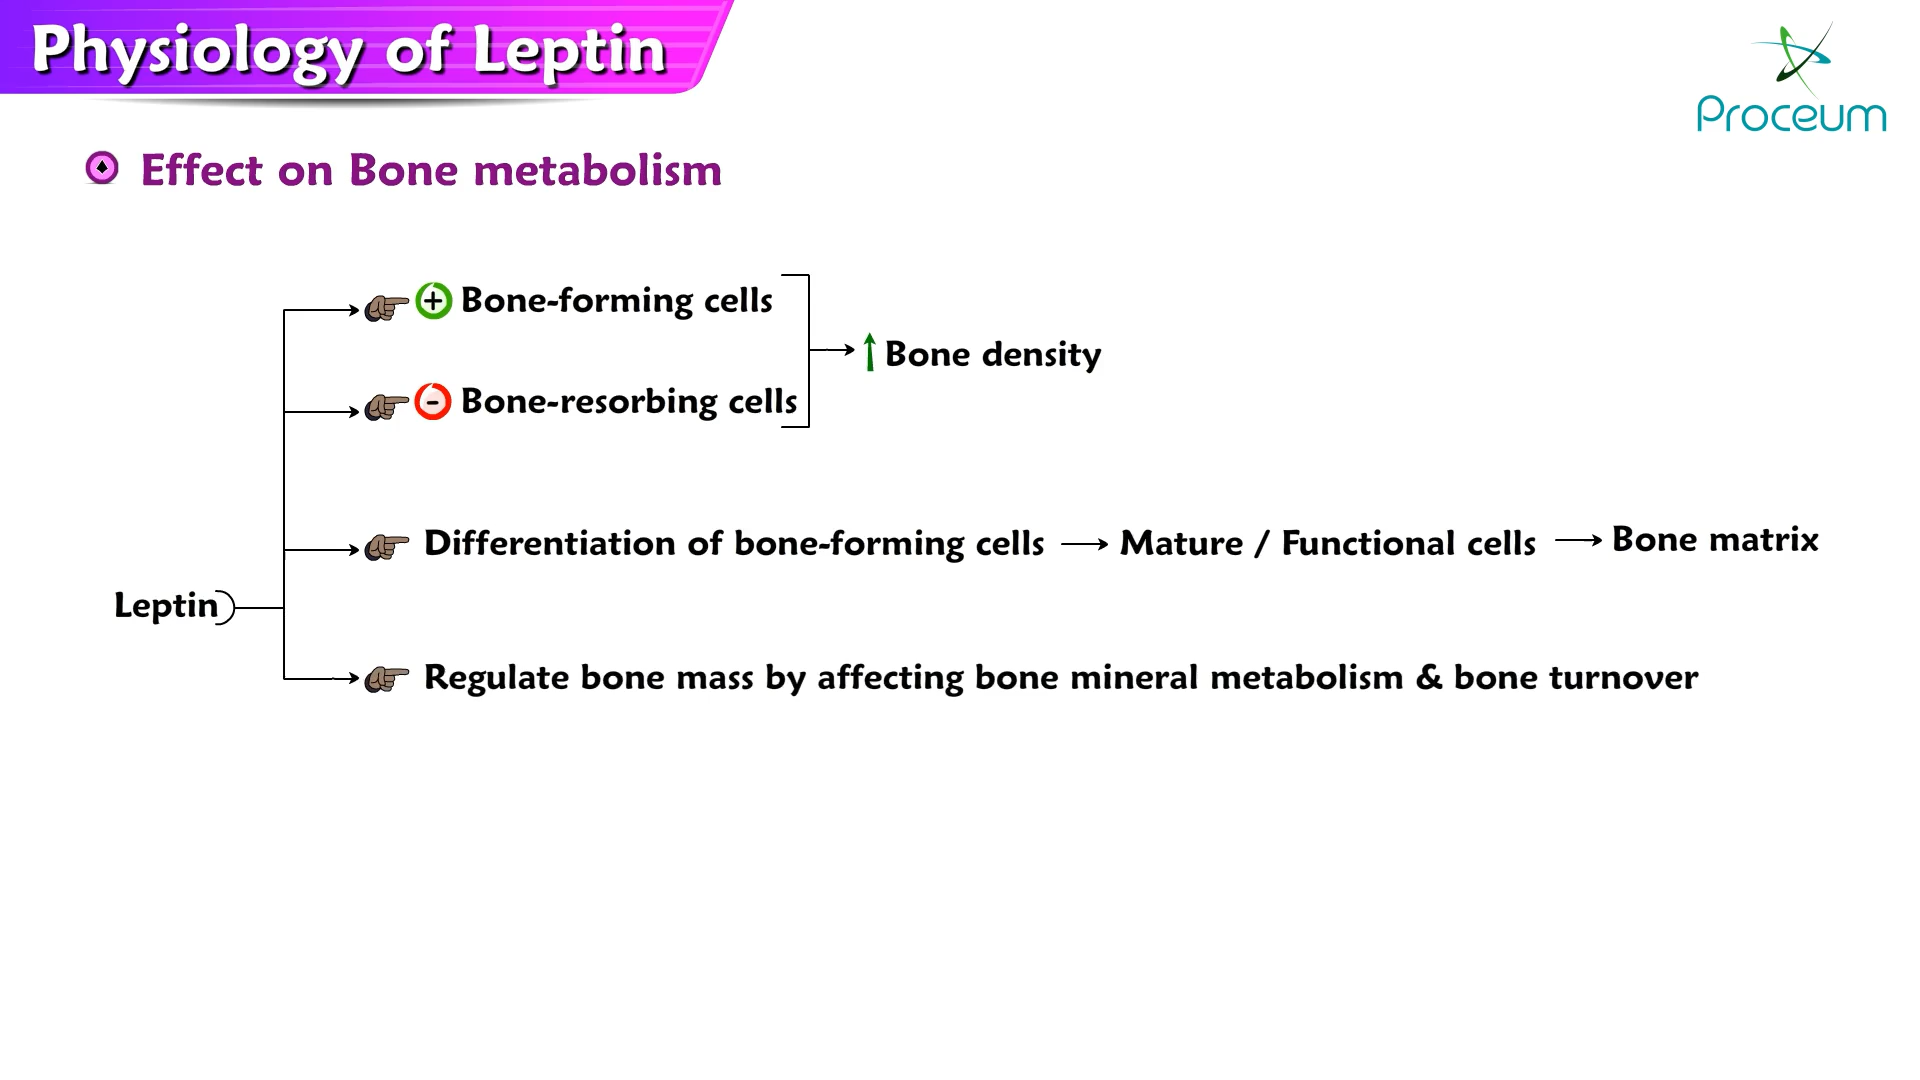 Physiology of Leptin
Proceum
Effect on Bone metabolism
+ Bone-forming cells
- Bone-resorbing cells
↑ Bone density
Differentiation of bone-forming cells → Mature / Functional cells → Bone matrix
Leptin
Regulate bone mass by affecting bone mineral metabolism & bone turnover